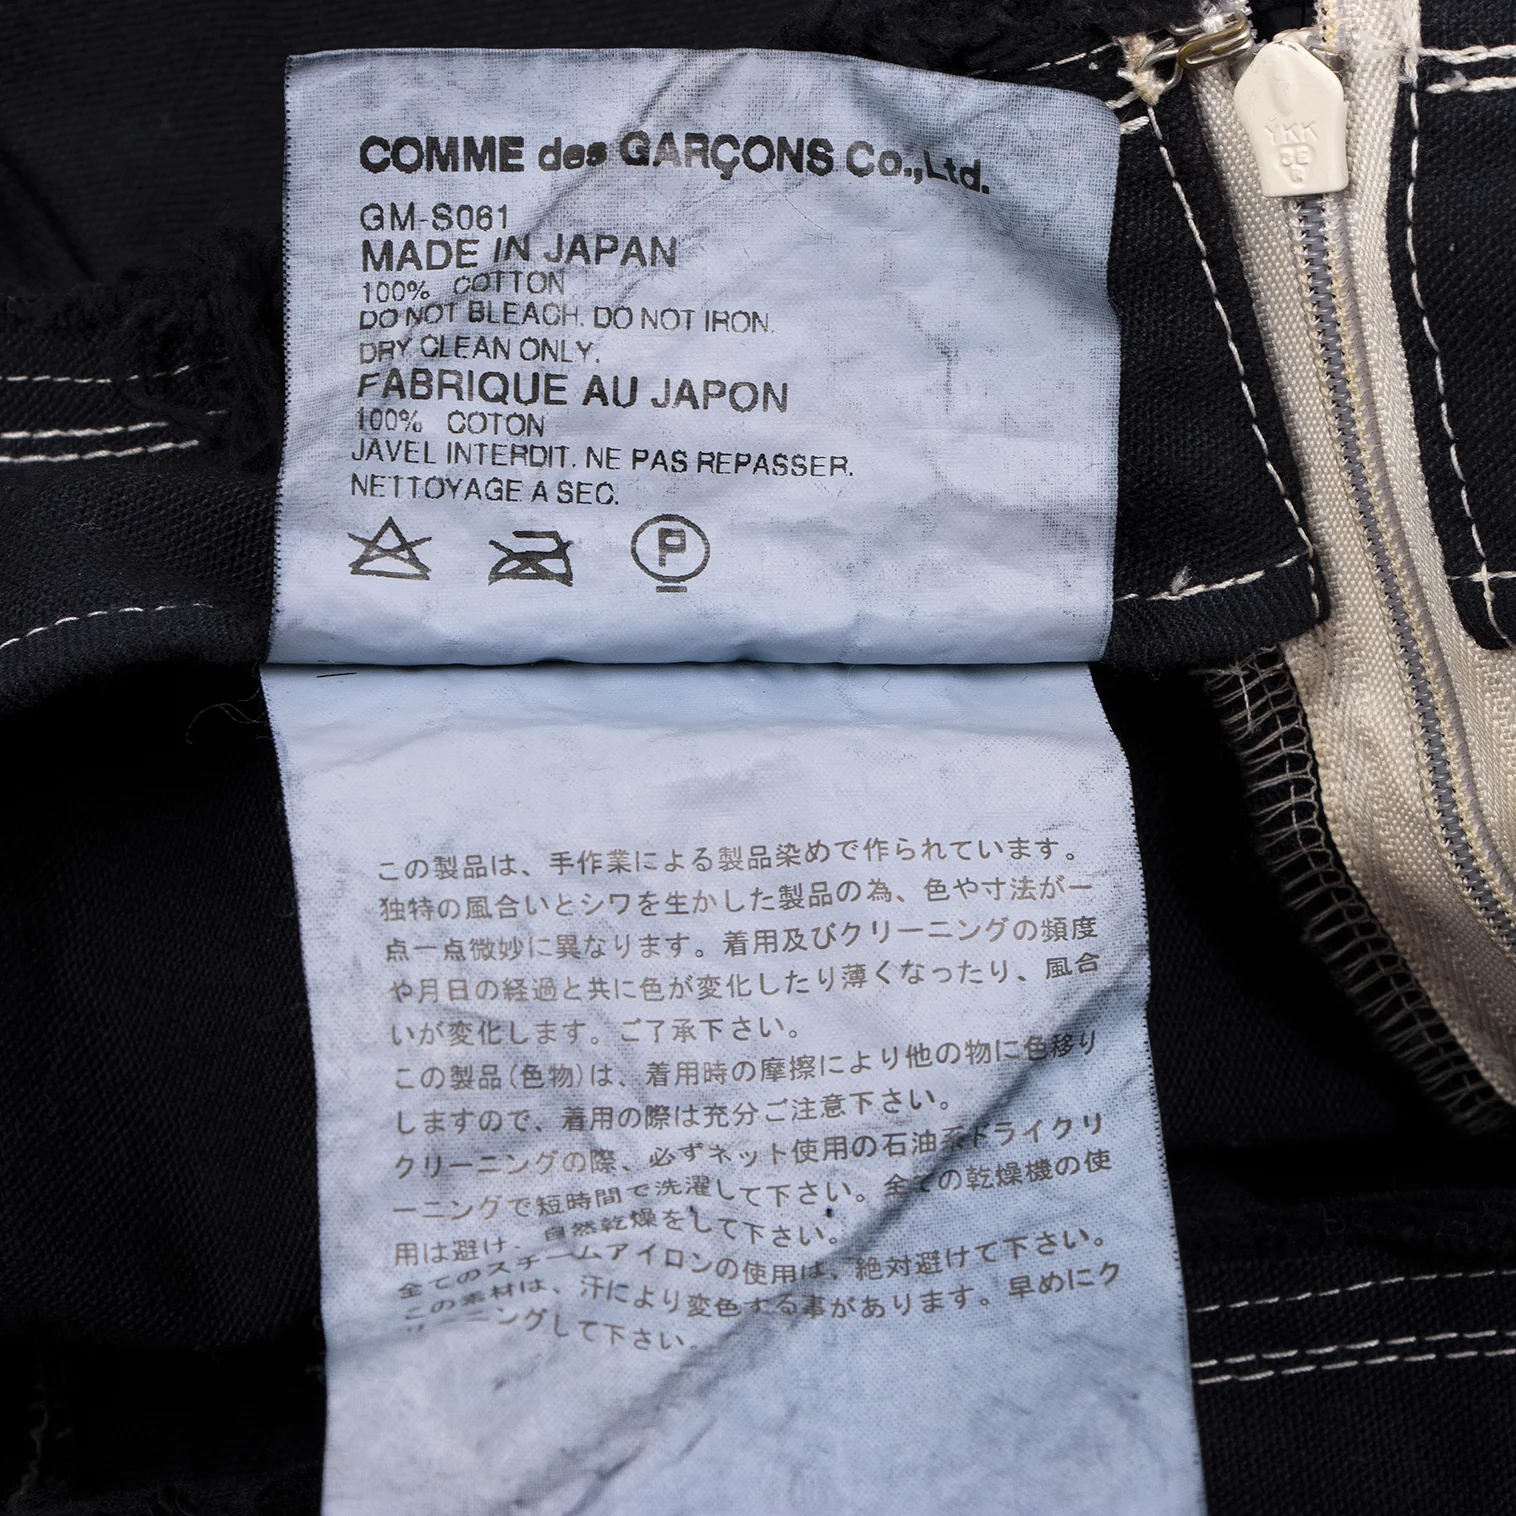 COMME des GARÇONS Co.,Ltd.
GM-S061
MADE IN JAPAN
100% COTTON
DO NOT BLEACH. DO NOT IRON.
DRY CLEAN ONLY.
FABRIQUE AU JAPON
100% COTON
JAVEL INTERDIT. NE PAS REPASSER.
NETTOYAGE A SEC.
P
YKK
この製品は、手作業による製品染めで作られています。
独特の風合いとシワを生かした製品の為、色や寸法が一
点一点微妙に異なります。着用及びクリーニングの頻度
や月日の経過と共に色が変化したり薄くなったり、風合
いが変化します。ご了承下さい。
この製品(色物)は、着用時の摩擦により他の物に色移り
しますので、着用の際は充分ご注意下さい。
クリーニングの際、必ずネット使用の石油系ドライクリ
ーニングで短時間で洗濯して下さい。全ての乾燥機の使
用は避け、自然乾燥をして下さい。
全てのスチームアイロンの使用は、絶対避けて下さい。
この素材は、汗により変色する事があります。早めにク
リーニングして下さい。